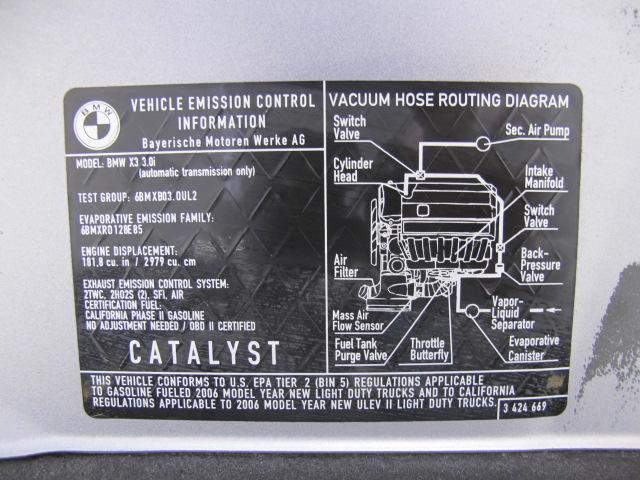 BMW
VEHICLE EMISSION CONTROL
INFORMATION
Bayerische Motoren Werke AG
MODEL: BMW X3 3.0i
(automatic transmission only)
TEST GROUP: 6BMXB03.0UL2
EVAPORATIVE EMISSION FAMILY:
6BMXR0128E85
ENGINE DISPLACEMENT:
181,8 cu. in / 2979 cu. cm
EXHAUST EMISSION CONTROL SYSTEM:
2TWC, 2HO2S (2), SFI, AIR
CERTIFICATION FUEL:
CALIFORNIA PHASE II GASOLINE
NO ADJUSTMENT NEEDED / OBD II CERTIFIED
CATALYST
VACUUM HOSE ROUTING DIAGRAM
Switch
Valve
Sec. Air Pump
Cylinder
Head
Intake
Manifold
Switch
Valve
Air
Filter
Back-
Pressure
Valve
Mass Air
Flow Sensor
Vapor-
Liquid
Separator
Fuel Tank
Purge Valve
Throttle
Butterfly
Evaporative
Canister
THIS VEHICLE CONFORMS TO U.S. EPA TIER 2 (BIN 5) REGULATIONS APPLICABLE
TO GASOLINE FUELED 2006 MODEL YEAR NEW LIGHT DUTY TRUCKS AND TO CALIFORNIA
REGULATIONS APPLICABLE TO 2006 MODEL YEAR NEW ULEV II LIGHT DUTY TRUCKS.
3 424 669